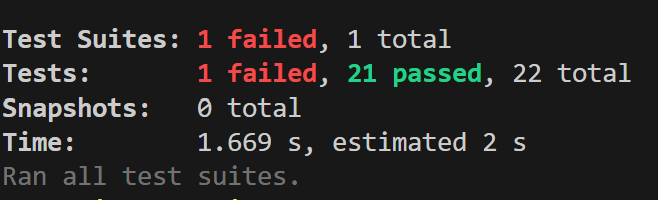 Test Suites: 1 failed, 1 total
Tests:       1 failed, 21 passed, 22 total
Snapshots:   0 total
Time:        1.669 s, estimated 2 s
Ran all test suites.